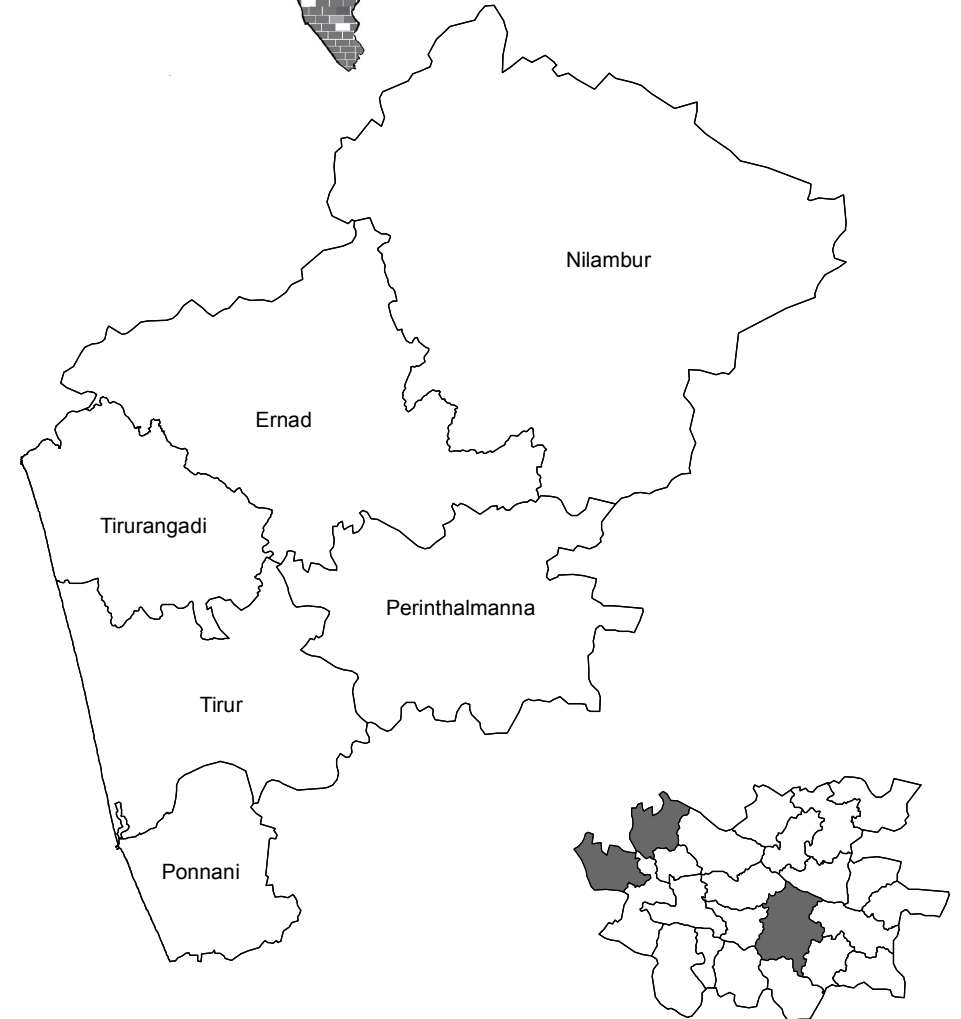 Nilambur
Ernad
Tirurangadi
Perinthalmanna
Tirur
Ponnani